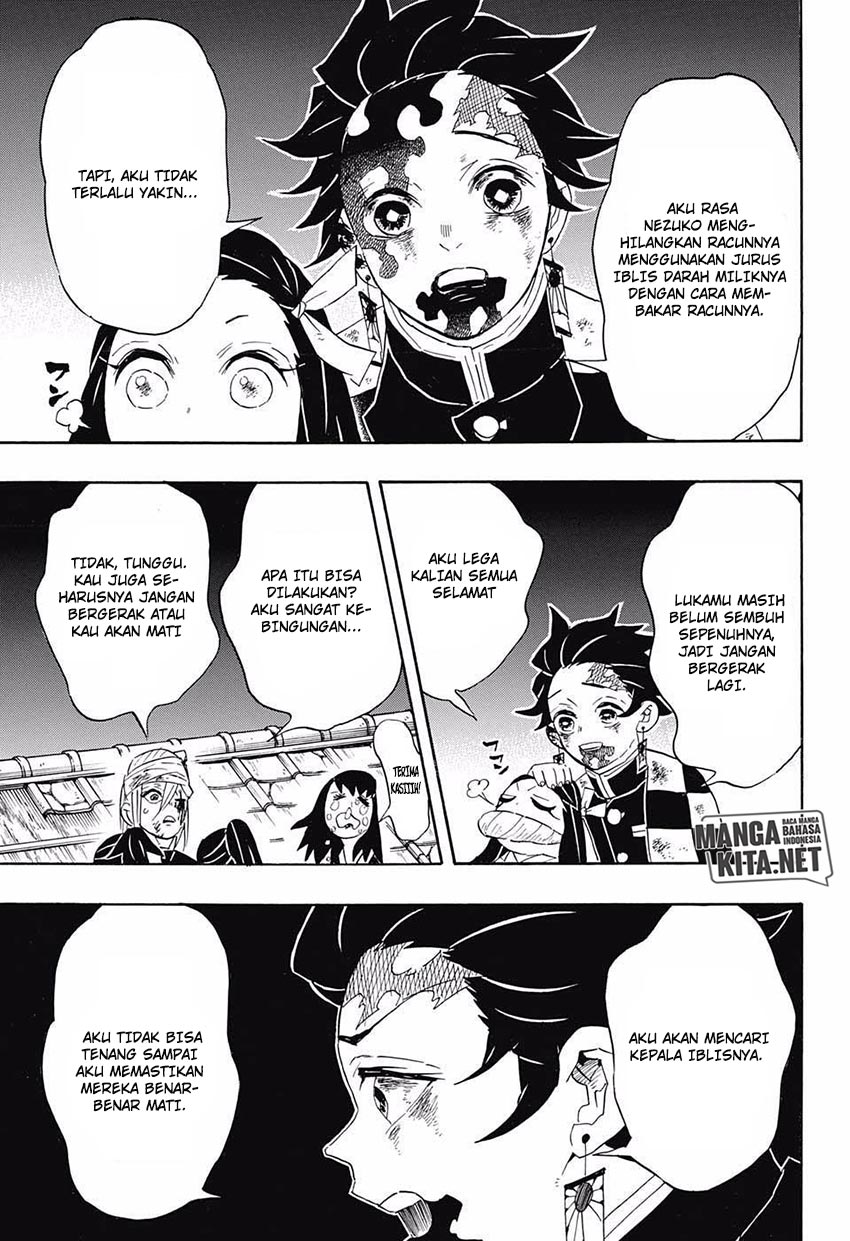 AKU RASA
NEZUKO MENG-
HILANGKAN RACUNNYA
MENGGUNAKAN JURUS
IBLIS DARAH MILIKNYA
DENGAN CARA MEM-
BAKAR RACUNNYA.
TAPI, AKU TIDAK
TERLALU YAKIN...
LUKAMU MASIH
BELUM SEMBUH
SEPENUHNYA,
JADI JANGAN
BERGERAK
LAGI.
AKU LEGA
KALIAN SEMUA
SELAMAT
TERIMA
KASIIIH!
APA ITU BISA
DILAKUKAN?
AKU SANGAT KE-
BINGUNGAN...
TIDAK, TUNGGU.
KAU JUGA SE-
HARUSNYA JANGAN
BERGERAK ATAU
KAU AKAN MATI
MANGA
KITA.NET
BACA MANGA
BAHASA
INDONESIA
AKU AKAN MENCARI
KEPALA IBLISNYA.
AKU TIDAK BISA
TENANG SAMPAI
AKU MEMASTIKAN
MEREKA BENAR-
BENAR MATI.